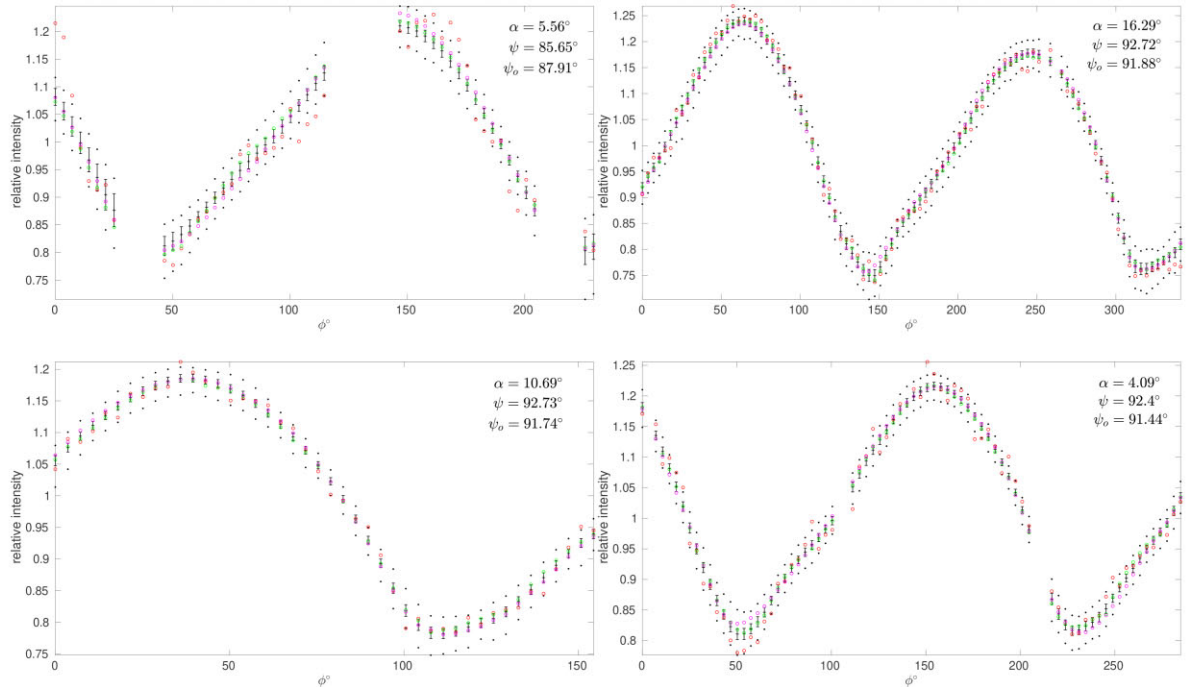 1.2
1.15
1.1
1.05
1
0.95
0.9
0.85
0.8
0.75
relative intensity
0 50 100 150 200
ϕ°
α = 5.56°
ψ = 85.65°
ψₒ = 87.91°
1.25
1.2
1.15
1.1
1.05
1
0.95
0.9
0.85
0.8
0.75
relative intensity
0 50 100 150 200 250 300
ϕ°
α = 16.29°
ψ = 92.72°
ψₒ = 91.88°
1.2
1.15
1.1
1.05
1
0.95
0.9
0.85
0.8
0.75
relative intensity
0 50 100 150
ϕ°
α = 10.69°
ψ = 92.73°
ψₒ = 91.74°
1.25
1.2
1.15
1.1
1.05
1
0.95
0.9
0.85
0.8
relative intensity
0 50 100 150 200 250
ϕ°
α = 4.09°
ψ = 92.4°
ψₒ = 91.44°